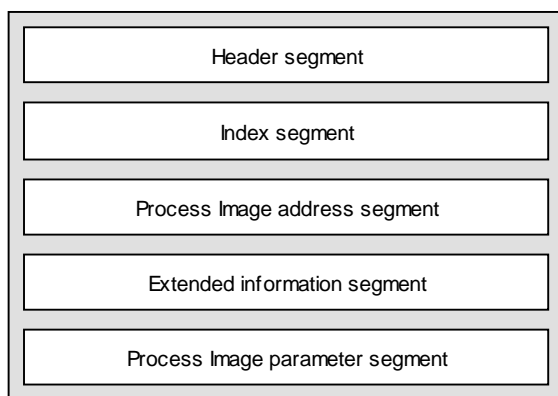 Header segment
Index segment
Process Image address segment
Extended information segment
Process Image parameter segment